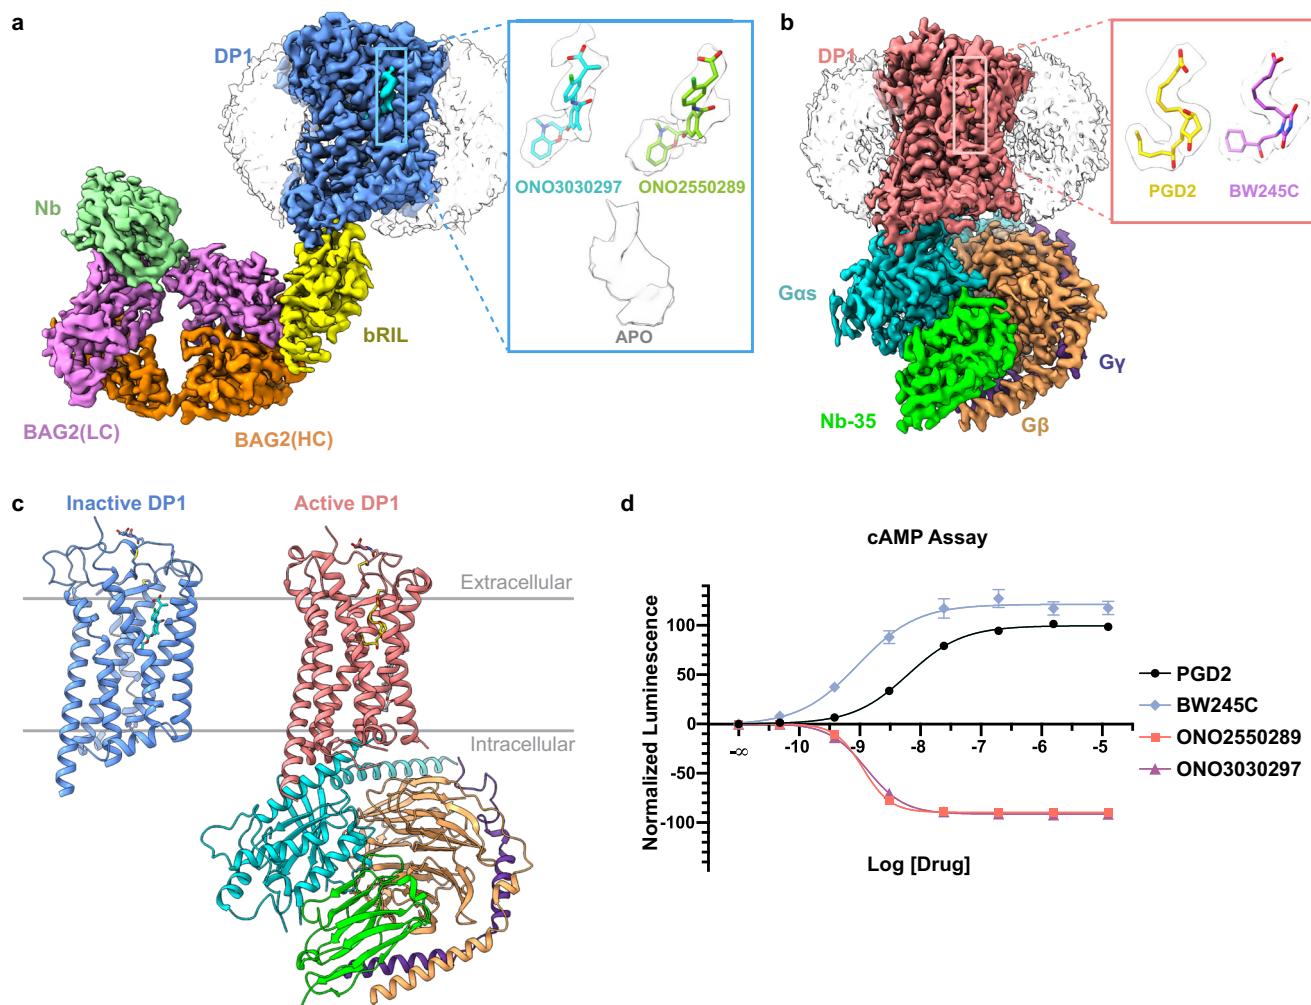 a
DP1
Nb
bRIL
BAG2(LC)
BAG2(HC)
ONO3030297
ONO2550289
APO
b
DP1
PGD2
BW245C
Gαs
Gγ
Nb-35
Gβ
c
Inactive DP1
Active DP1
Extracellular
Intracellular
d
cAMP Assay
Normalized Luminescence
100
50
0
-50
-100
-∞
-10
-9
-8
-7
-6
-5
Log [Drug]
PGD2
BW245C
ONO2550289
ONO3030297